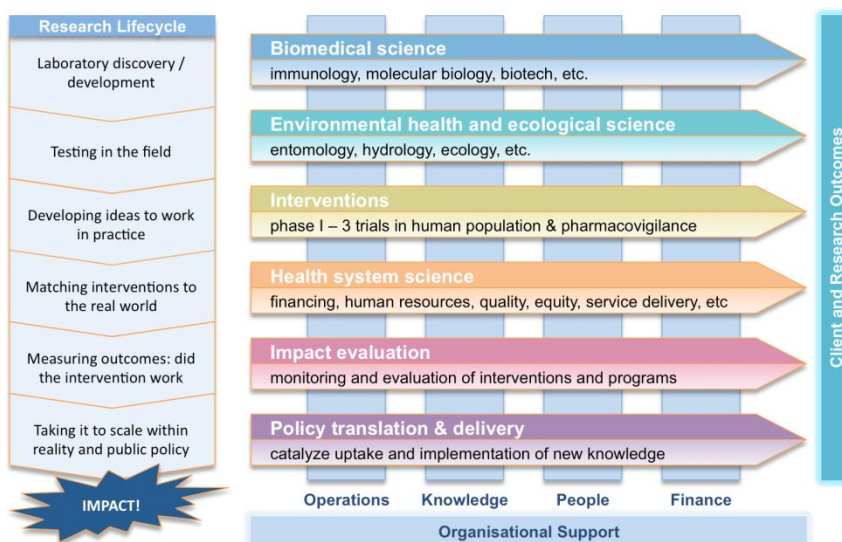 Research Lifecycle
Laboratory discovery /
development
Testing in the field
Developing ideas to work
in practice
Matching interventions to
the real world
Measuring outcomes: did
the intervention work
Taking it to scale within
reality and public policy
IMPACT!
Biomedical science
immunology, molecular biology, biotech, etc.
Environmental health and ecological science
entomology, hydrology, ecology, etc.
Interventions
phase I – 3 trials in human population & pharmacovigilance
Health system science
financing, human resources, quality, equity, service delivery, etc
Impact evaluation
monitoring and evaluation of interventions and programs
Policy translation & delivery
catalyze uptake and implementation of new knowledge
Operations Knowledge People Finance
Organisational Support
Client and Research Outcomes